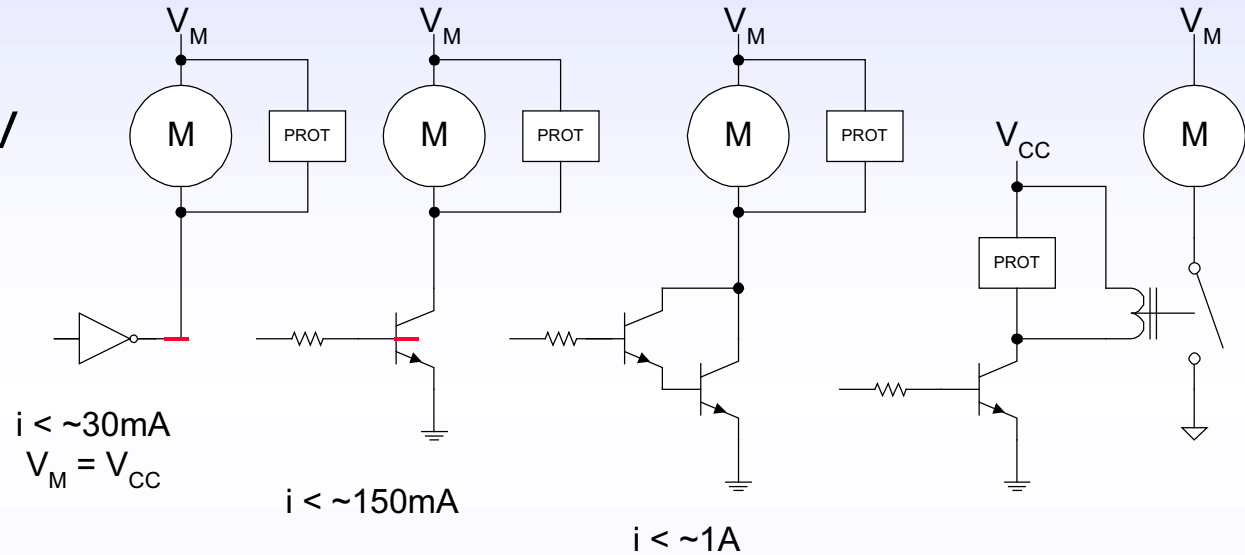 V_M V_M V_M V_M
V
M PROT M PROT M PROT M
V_CC
PROT
i < ~30mA
V_M = V_CC
i < ~150mA
i < ~1A